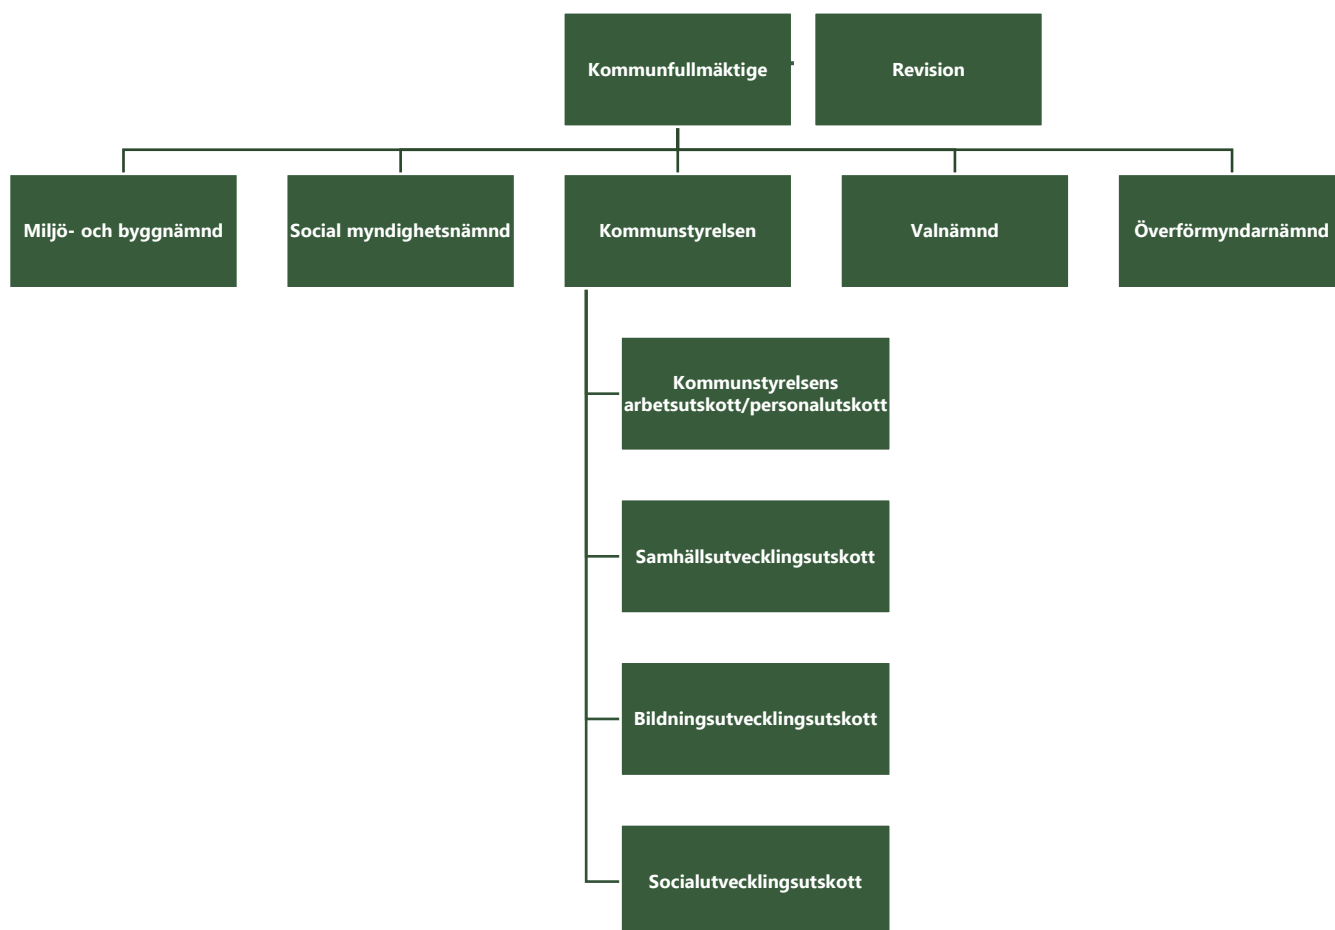 Kommunfullmäktige
Revision
Miljö- och byggnämnd
Social myndighetsnämnd
Kommunstyrelsen
Valnämnd
Överförmyndarnämnd
Kommunstyrelsens
arbetsutskott/personalutskott
Samhällsutvecklingsutskott
Bildningsutvecklingsutskott
Socialutvecklingsutskott